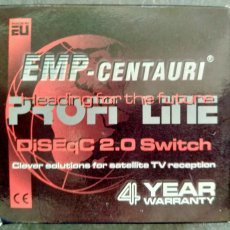 EU
EMP-CENTAURI®
Leading for the future
PROFI LINE
DiSEqC 2.0 Switch
Clever solutions for satellite TV reception
CE
4 YEAR
WARRANTY